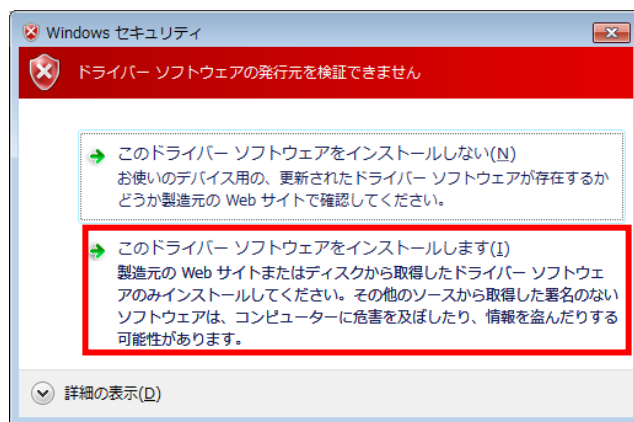 Windows セキュリティ
ドライバー ソフトウェアの発行元を検証できません
このドライバー ソフトウェアをインストールしない(N)
お使いのデバイス用の、更新されたドライバー ソフトウェアが存在するか
どうか製造元の Web サイトで確認してください。
このドライバー ソフトウェアをインストールします(I)
製造元の Web サイトまたはディスクから取得したドライバー ソフトウェ
アのみインストールしてください。その他のソースから取得した署名のない
ソフトウェアは、コンピューターに危害を及ぼしたり、情報を盗んだりする
可能性があります。
詳細の表示(D)